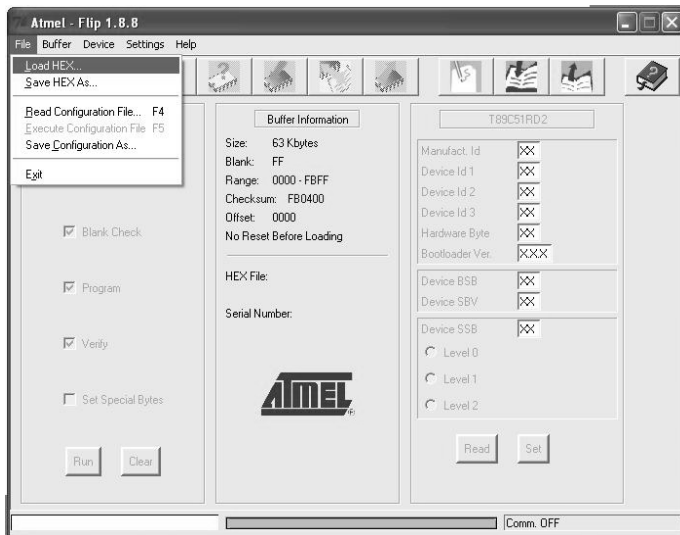 Atmel - Flip 1.8.8
File Buffer Device Settings Help
Load HEX...
Save HEX As...
Read Configuration File... F4
Execute Configuration File F5
Save Configuration As...
Exit
Blank Check
Program
Verify
Set Special Bytes
Run Clear
Buffer Information
Size: 63 Kbytes
Blank: FF
Range: 0000 - FBFF
Checksum: FB0400
Offset: 0000
No Reset Before Loading
HEX File:
Serial Number:
ATMEL
T89C51RD2
Manufact. Id XX
Device Id 1 XX
Device Id 2 XX
Device Id 3 XX
Hardware Byte XX
Bootloader Ver. X.X.X
Device BSB XX
Device SBV XX
Device SSB XX
Level 0
Level 1
Level 2
Read Set
Comm. OFF